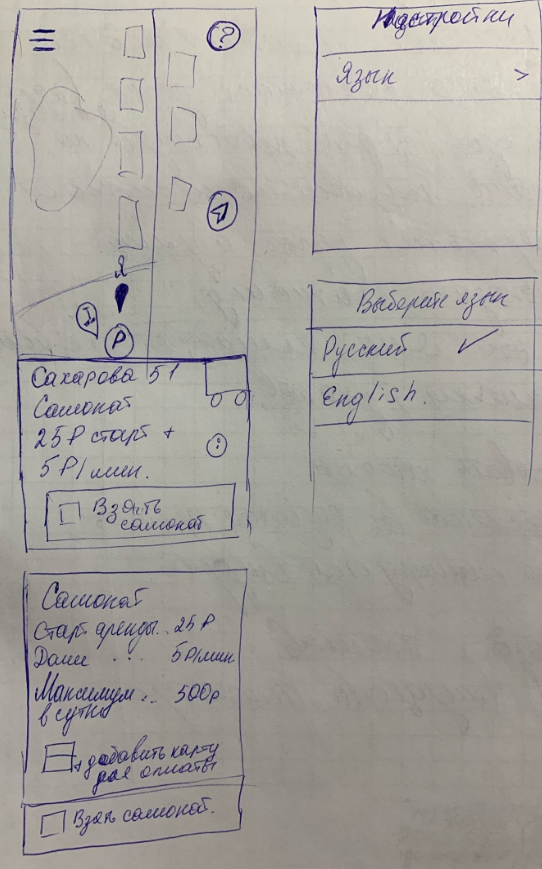 ?
Я
P
Сахарова 51
Самокат
25₽ старт +
5₽/мин.
Взять
самокат
Самокат
Старт аренды.. 25₽
Далее ... 5₽/мин
Максимум .. 500₽
в сутки
+ добавить карту
для оплаты
Взять самокат.
Настройки
Язык >
Выберите язык
Русский ✓
English.